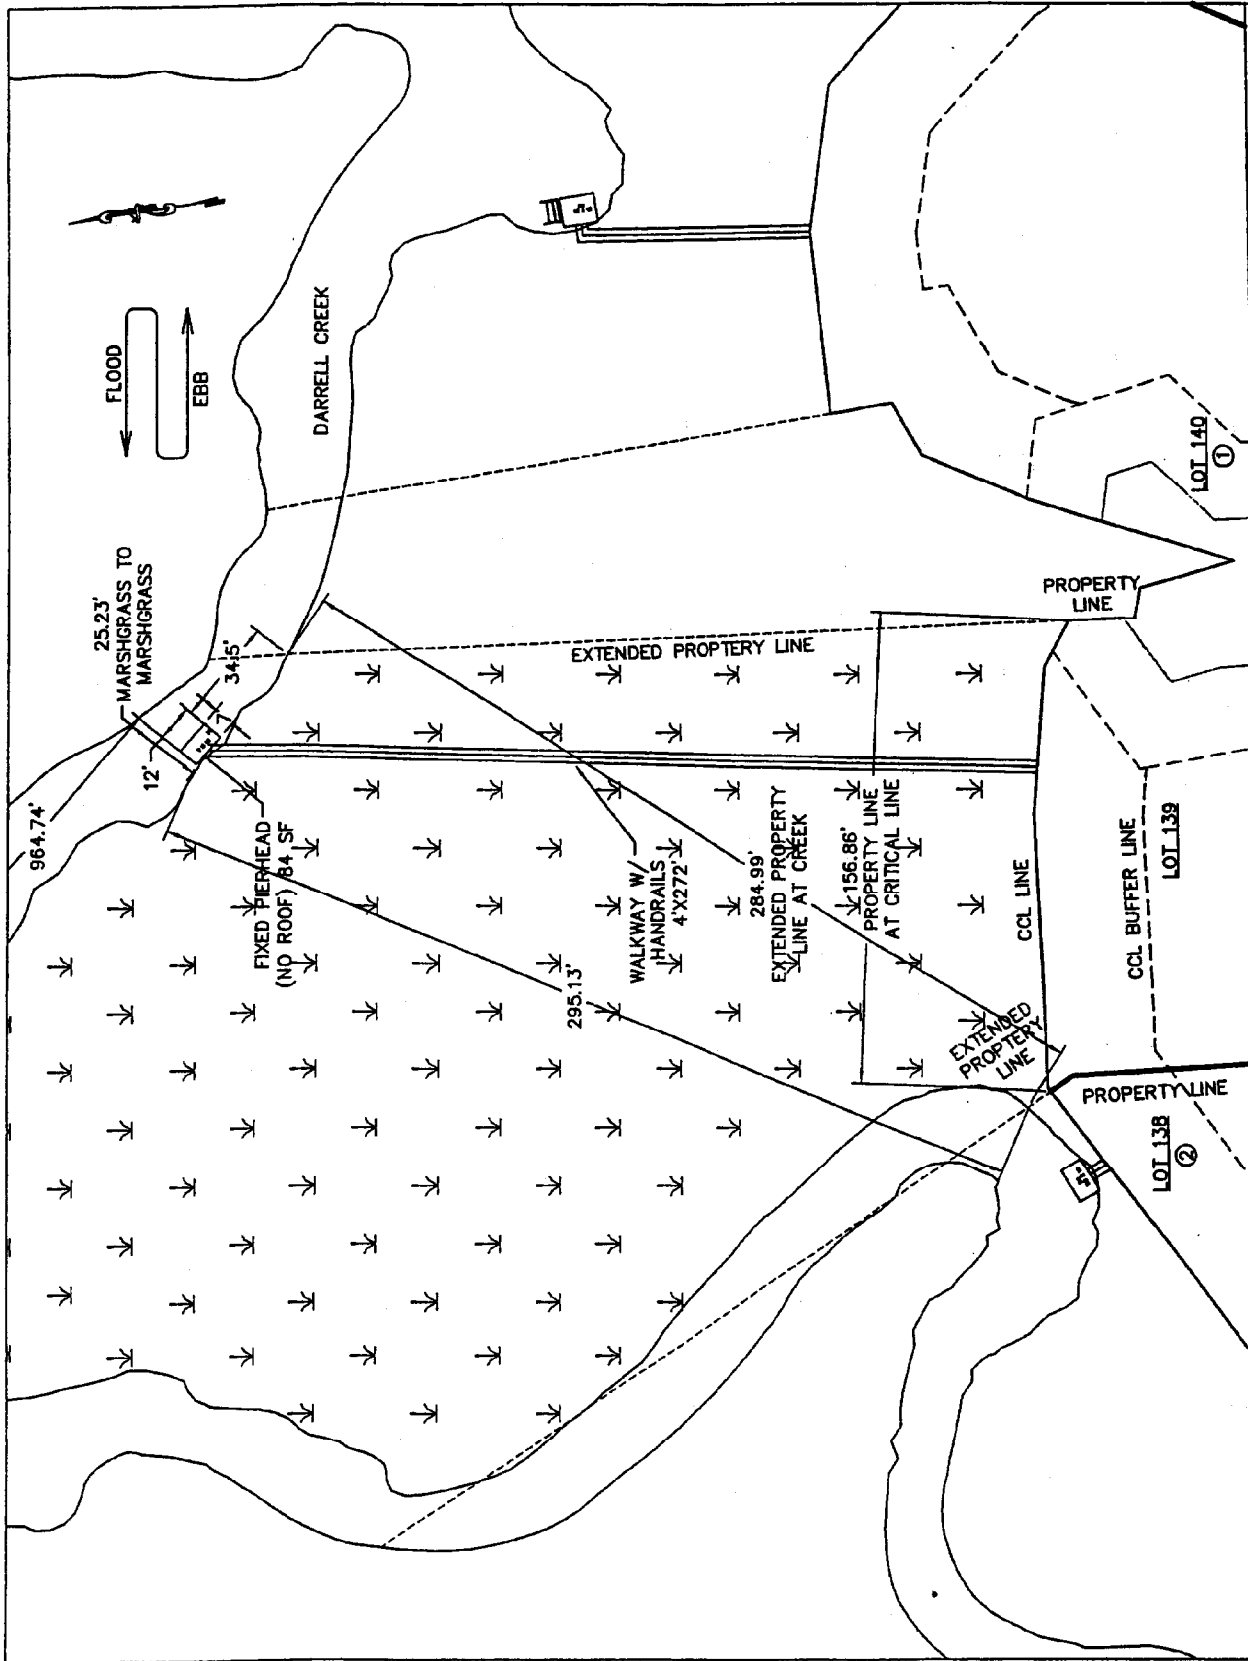 FLOOD
EBB
DARRELL CREEK
25.23'
MARSHGRASS TO
MARSHGRASS
34.5'
12'
7'
964.74'
FIXED PIERHEAD
(NO ROOF) 84 SF
295.13'
WALKWAY W/
HANDRAILS
4'X272'
284.99'
EXTENDED PROPERTY
LINE AT CREEK
156.86'
PROPERTY LINE
AT CRITICAL LINE
EXTENDED PROPTERY LINE
PROPERTY
LINE
CCL LINE
CCL BUFFER LINE
EXTENDED
PROPTERY
LINE
PROPERTY LINE
LOT 140
1
LOT 139
LOT 138
2